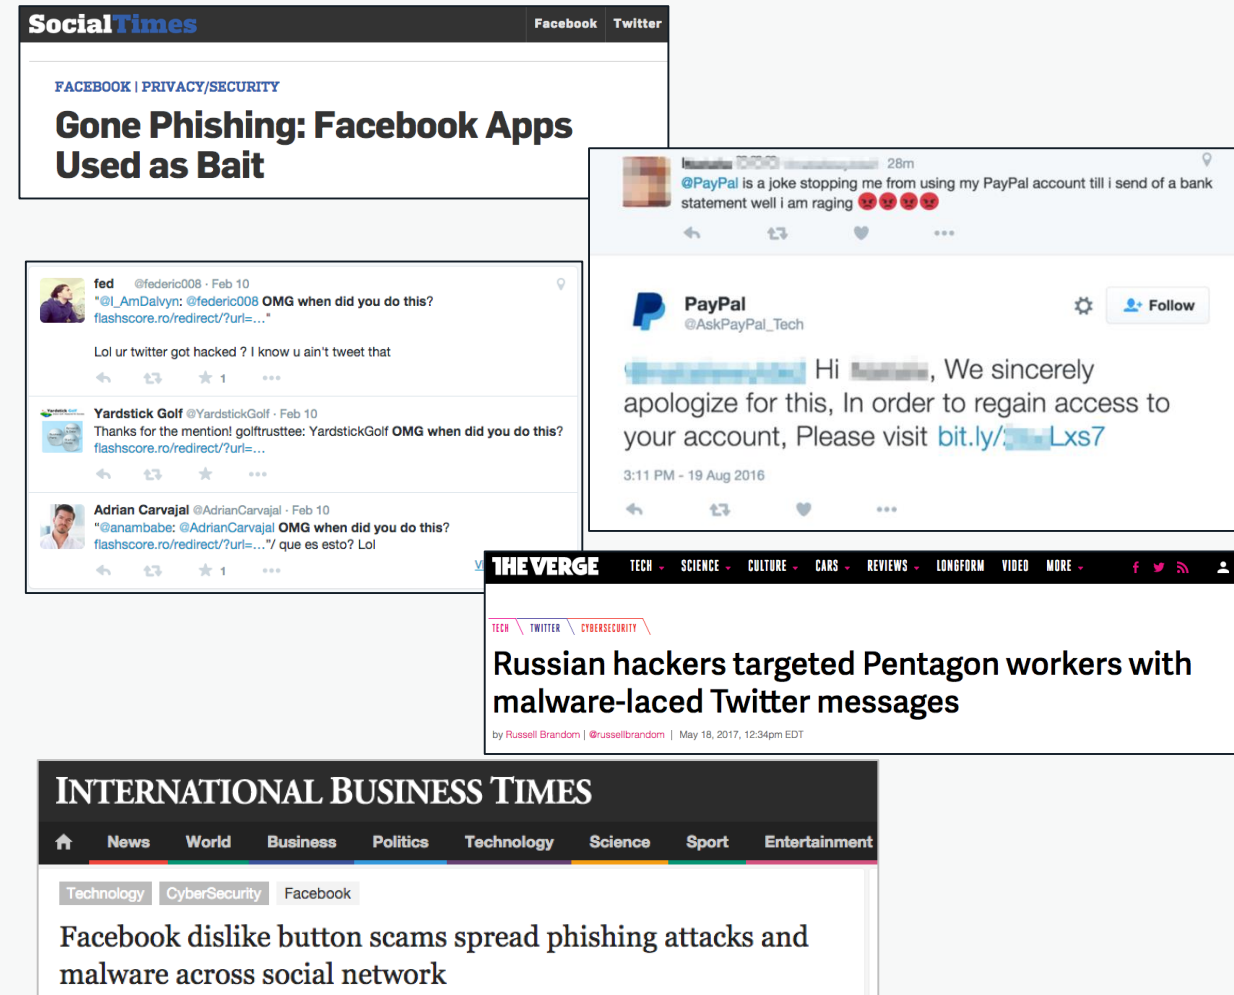 SocialTimes
Facebook Twitter
FACEBOOK | PRIVACY/SECURITY
Gone Phishing: Facebook Apps
Used as Bait
28m
@PayPal is a joke stopping me from using my PayPal account till i send of a bank
statement well i am raging
PayPal
@AskPayPal_Tech
Follow
Hi , We sincerely
apologize for this, In order to regain access to
your account, Please visit bit.ly/ Lxs7
3:11 PM - 19 Aug 2016
fed @federic008 · Feb 10
"@I_AmDalvyn: @federic008 OMG when did you do this?
flashscore.ro/redirect/?url=..."
Lol ur twitter got hacked ? I know u ain't tweet that
1
Yardstick Golf @YardstickGolf · Feb 10
Thanks for the mention! golftrusttee: YardstickGolf OMG when did you do this?
flashscore.ro/redirect/?url=...
Adrian Carvajal @AdrianCarvajal · Feb 10
"@anambabe: @AdrianCarvajal OMG when did you do this?
flashscore.ro/redirect/?url=..."/ que es esto? Lol
1
THE VERGE TECH SCIENCE CULTURE CARS REVIEWS LONGFORM VIDEO MORE
TECH TWITTER CYBERSECURITY
Russian hackers targeted Pentagon workers with
malware-laced Twitter messages
by Russell Brandom | @russellbrandom | May 18, 2017, 12:34pm EDT
INTERNATIONAL BUSINESS TIMES
News World Business Politics Technology Science Sport Entertainment
Technology CyberSecurity Facebook
Facebook dislike button scams spread phishing attacks and
malware across social network